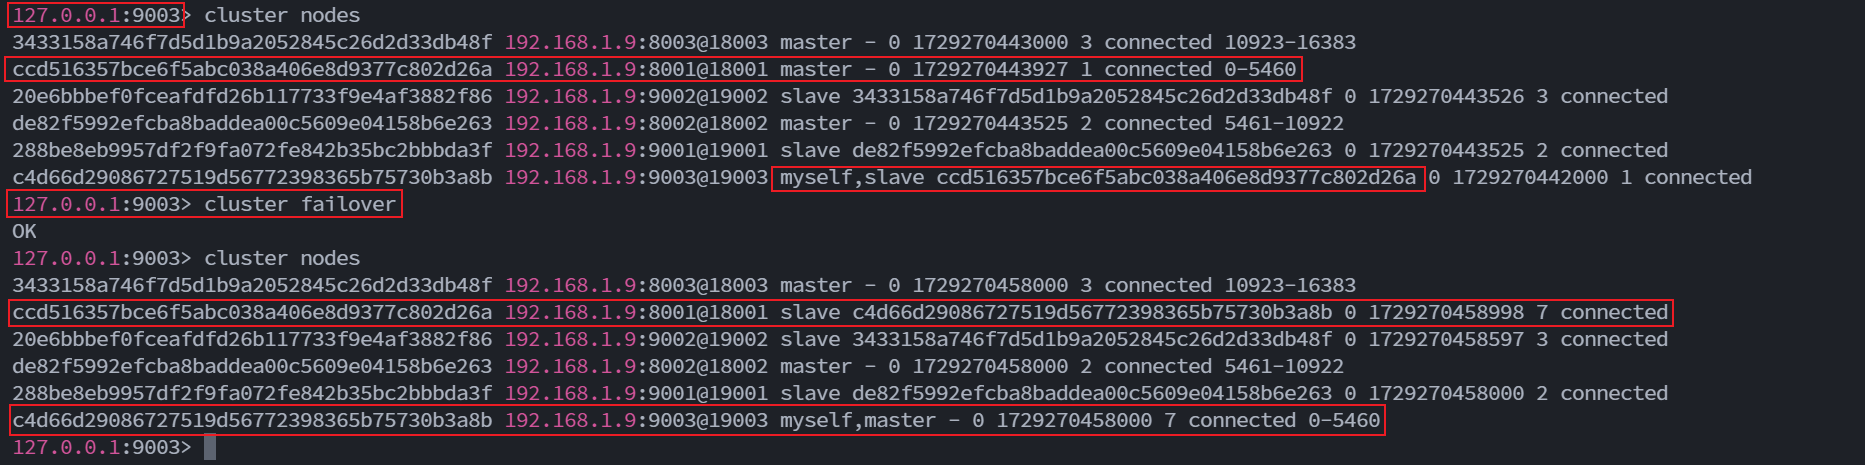 127.0.0.1:9003> cluster nodes
3433158a746f7d5d1b9a2052845c26d2d33db48f 192.168.1.9:8003@18003 master - 0 1729270443000 3 connected 10923-16383
ccd516357bce6f5abc038a406e8d9377c802d26a 192.168.1.9:8001@18001 master - 0 1729270443927 1 connected 0-5460
20e6bbbef0fceafdfd26b117733f9e4af3882f86 192.168.1.9:9002@19002 slave 3433158a746f7d5d1b9a2052845c26d2d33db48f 0 1729270443526 3 connected
de82f5992efcba8baddea00c5609e04158b6e263 192.168.1.9:8002@18002 master - 0 1729270443525 2 connected 5461-10922
288be8eb9957df2f9fa072fe842b35bc2bbbda3f 192.168.1.9:9001@19001 slave de82f5992efcba8baddea00c5609e04158b6e263 0 1729270443525 2 connected
c4d66d29086727519d56772398365b75730b3a8b 192.168.1.9:9003@19003 myself,slave ccd516357bce6f5abc038a406e8d9377c802d26a 0 1729270442000 1 connected
127.0.0.1:9003> cluster failover
OK
127.0.0.1:9003> cluster nodes
3433158a746f7d5d1b9a2052845c26d2d33db48f 192.168.1.9:8003@18003 master - 0 1729270458000 3 connected 10923-16383
ccd516357bce6f5abc038a406e8d9377c802d26a 192.168.1.9:8001@18001 slave c4d66d29086727519d56772398365b75730b3a8b 0 1729270458998 7 connected
20e6bbbef0fceafdfd26b117733f9e4af3882f86 192.168.1.9:9002@19002 slave 3433158a746f7d5d1b9a2052845c26d2d33db48f 0 1729270458597 3 connected
de82f5992efcba8baddea00c5609e04158b6e263 192.168.1.9:8002@18002 master - 0 1729270458000 2 connected 5461-10922
288be8eb9957df2f9fa072fe842b35bc2bbbda3f 192.168.1.9:9001@19001 slave de82f5992efcba8baddea00c5609e04158b6e263 0 1729270458000 2 connected
c4d66d29086727519d56772398365b75730b3a8b 192.168.1.9:9003@19003 myself,master - 0 1729270458000 7 connected 0-5460
127.0.0.1:9003>